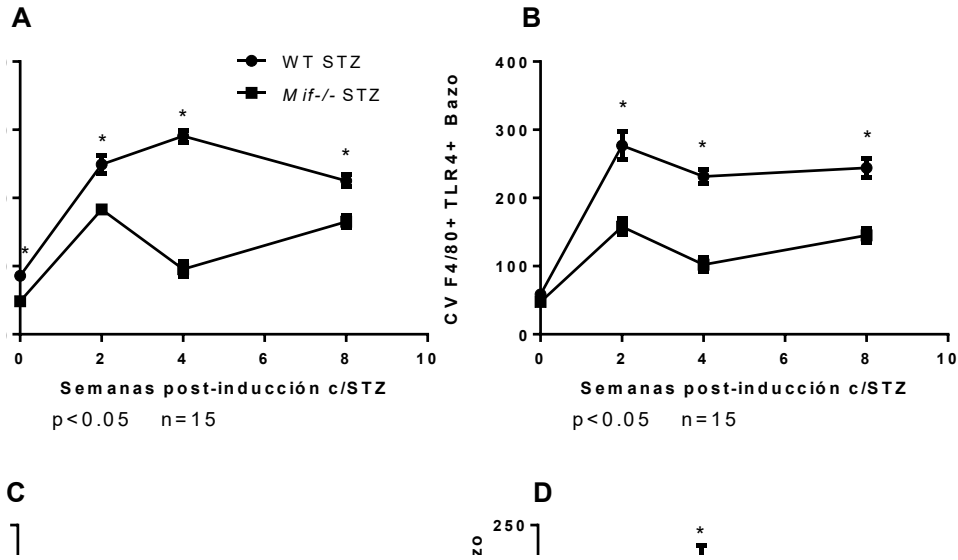 A
B
WT STZ
Mif-/- STZ
*
*
*
*
0
2
4
6
8
10
Semanas post-inducción c/STZ
p<0.05 n=15
CV F4/80+ TLR4+ Bazo
400
300
200
100
0
*
*
*
0
2
4
6
8
10
Semanas post-inducción c/STZ
p<0.05 n=15
C
D
250
*